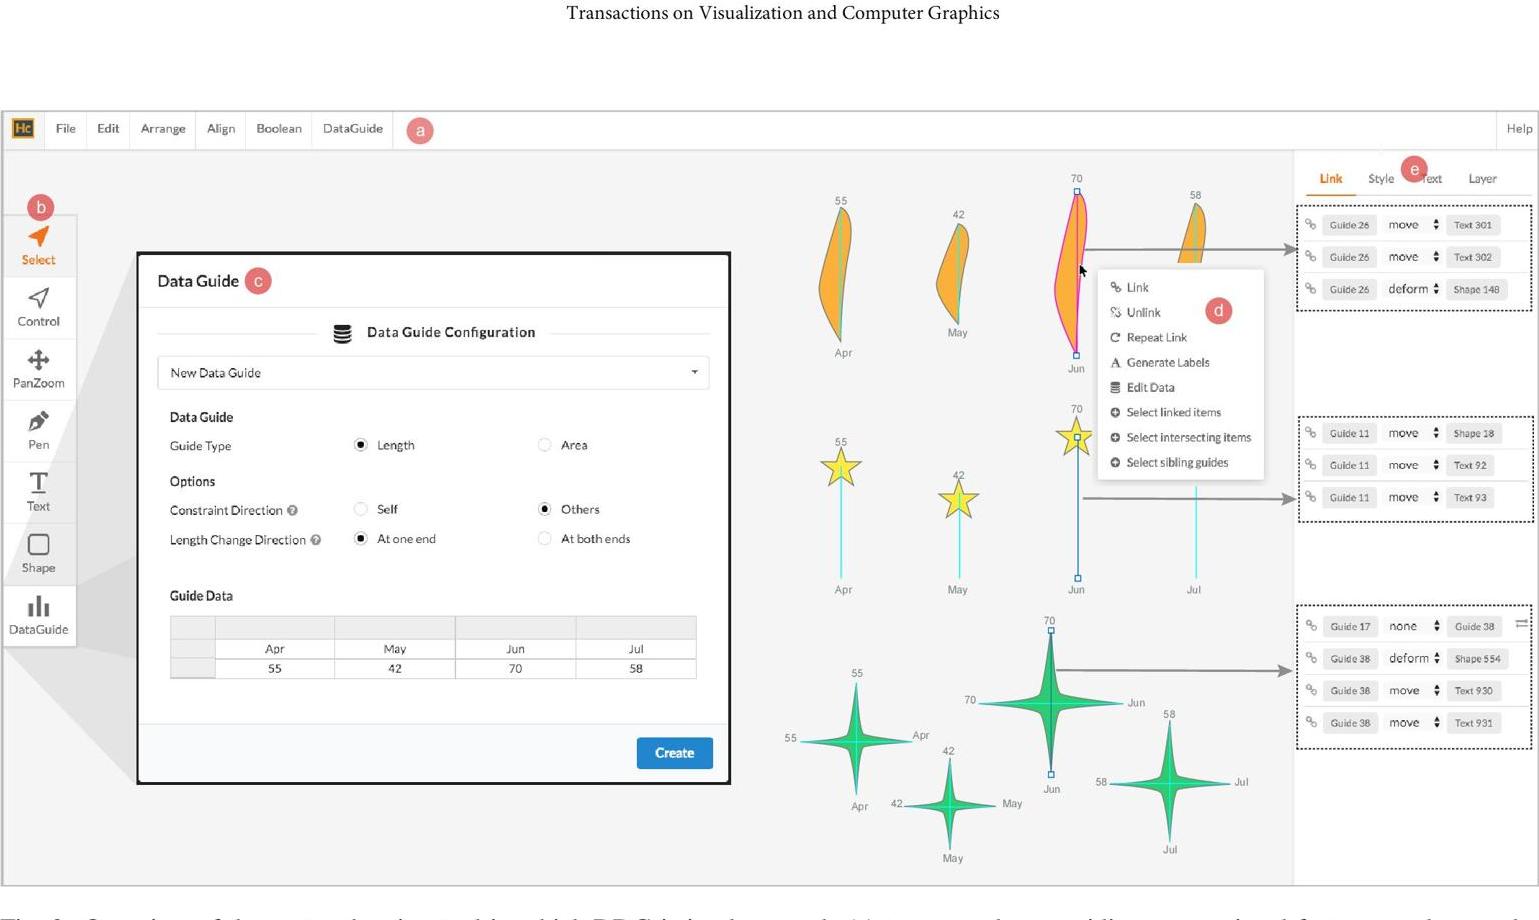 Transactions on Visualization and Computer Graphics
Hc File Edit Arrange Align Boolean DataGuide a Help
b
Select
Control
PanZoom
Pen
Text
Shape
DataGuide
Data Guide c
Data Guide Configuration
New Data Guide
Data Guide
Guide Type Length Area
Options
Constraint Direction ? Self Others
Length Change Direction ? At one end At both ends
Guide Data
Apr May Jun Jul
55 42 70 58
Create
55 42 70 58
Apr May Jun
d
Link
Unlink
Repeat Link
Generate Labels
Edit Data
Select linked items
Select intersecting items
Select sibling guides
55 42 70
Apr May Jun Jul
70
70 Jun
Jun
55
55 Apr
Apr
42
42 May
May
58
58 Jul
Jul
e
Link Style Text Layer
Guide 26 move Text 301
Guide 26 move Text 302
Guide 26 deform Shape 148
Guide 11 move Shape 18
Guide 11 move Text 92
Guide 11 move Text 93
Guide 17 none Guide 38
Guide 38 deform Shape 554
Guide 38 move Text 930
Guide 38 move Text 931